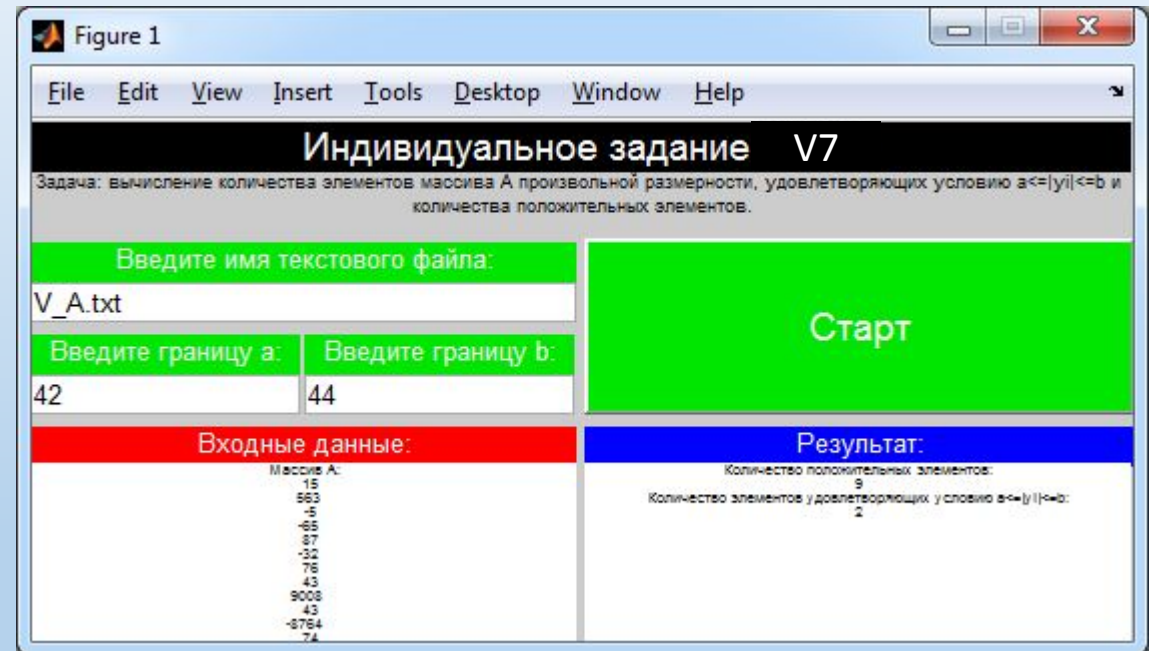 Figure 1
File Edit View Insert Tools Desktop Window Help
Индивидуальное задание V7
Задача: вычисление количества элементов массива А произвольной размерности, удовлетворяющих условию a<=|yi|<=b и
количества положительных элементов.
Введите имя текстового файла:
V_A.txt
Старт
Введите границу a: Введите границу b:
42 44
Входные данные:
Массив А:
15
563
-5
-65
87
-32
76
43
9008
43
-8764
74
Результат:
Количество положительных элементов:
9
Количество элементов удовлетворяющих условию a<=|yi|<=b:
2